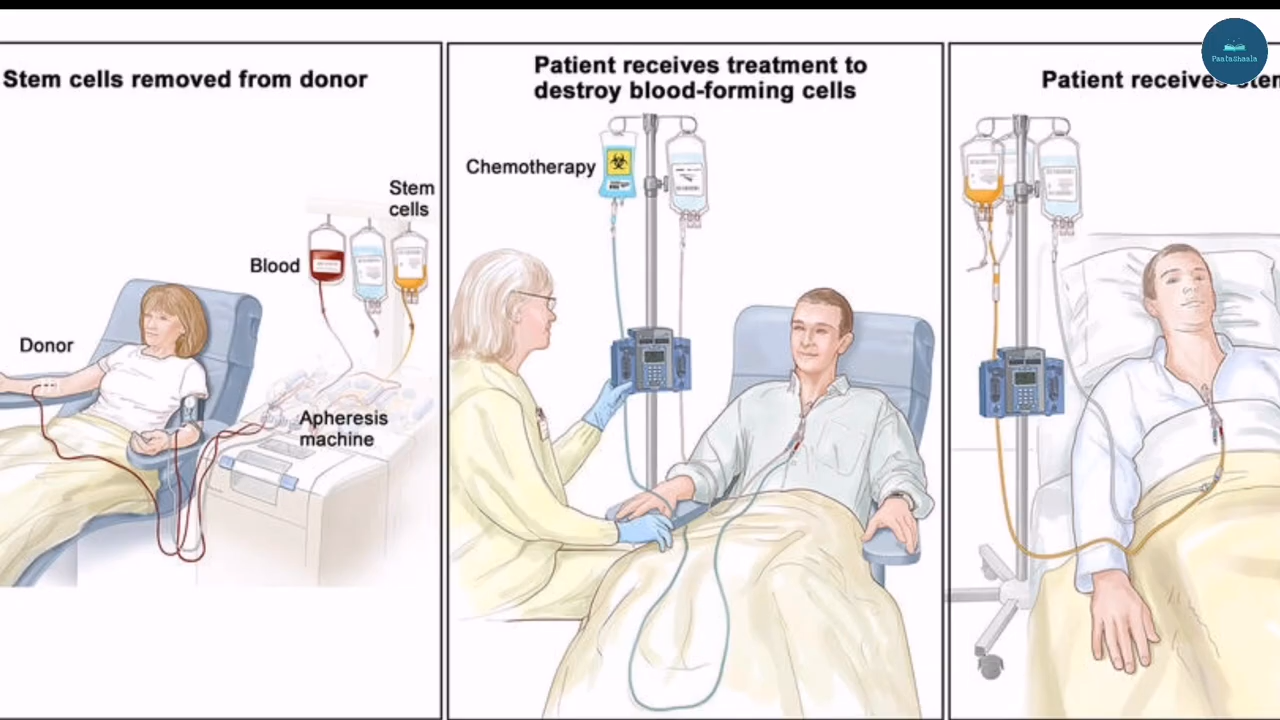 Stem cells removed from donor
Stem
cells
Blood
Donor
Apheresis
machine
Patient receives treatment to
destroy blood-forming cells
Chemotherapy
Patient receives
PaataShaala